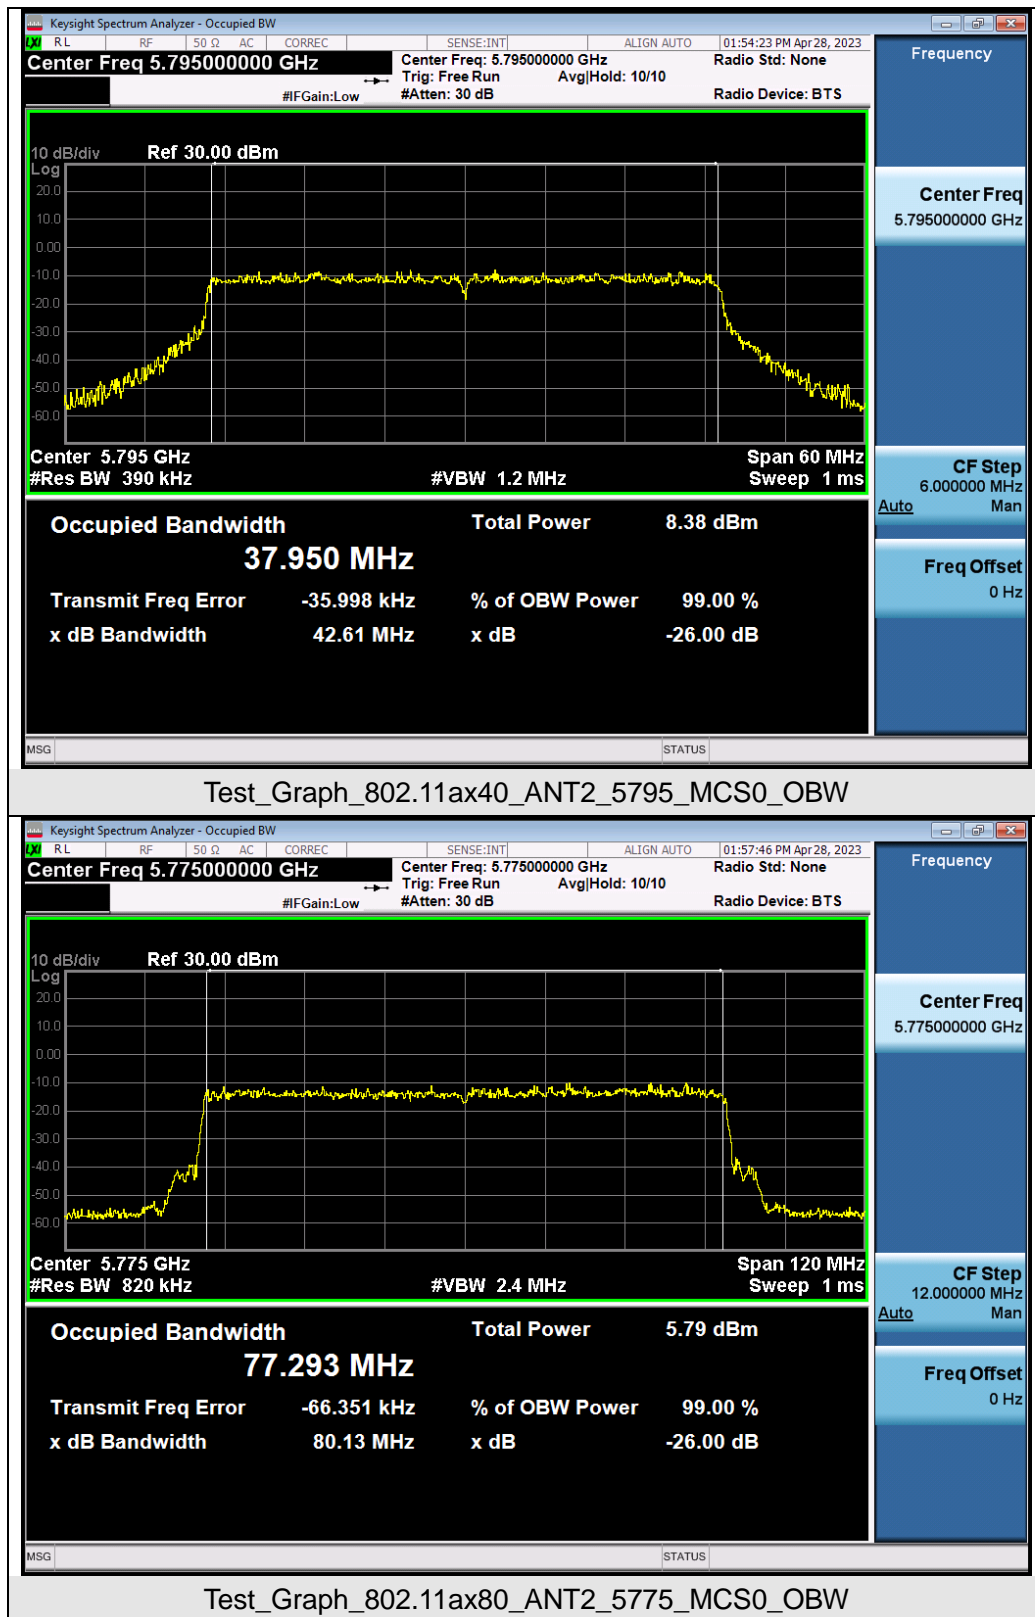 Keysight Spectrum Analyzer - Occupied BW
LXI RL RF 50 Ω AC CORREC SENSE:INT ALIGN AUTO 01:54:23 PM Apr 28, 2023
Center Freq 5.795000000 GHz
Center Freq: 5.795000000 GHz
Radio Std: None
Trig: Free Run Avg|Hold: 10/10
#IFGain:Low
#Atten: 30 dB
Radio Device: BTS
Frequency
10 dB/div Ref 30.00 dBm
Log
20.0
10.0
0.00
-10.0
-20.0
-30.0
-40.0
-50.0
-60.0
Center Freq
5.795000000 GHz
Center 5.795 GHz Span 60 MHz
#Res BW 390 kHz #VBW 1.2 MHz Sweep 1 ms
CF Step
6.000000 MHz
Auto Man
Freq Offset
0 Hz
Occupied Bandwidth Total Power 8.38 dBm
37.950 MHz
Transmit Freq Error -35.998 kHz % of OBW Power 99.00 %
x dB Bandwidth 42.61 MHz x dB -26.00 dB
MSG STATUS
Test_Graph_802.11ax40_ANT2_5795_MCS0_OBW
Keysight Spectrum Analyzer - Occupied BW
LXI RL RF 50 Ω AC CORREC SENSE:INT ALIGN AUTO 01:57:46 PM Apr 28, 2023
Center Freq 5.775000000 GHz
Center Freq: 5.775000000 GHz
Radio Std: None
Trig: Free Run Avg|Hold: 10/10
#IFGain:Low
#Atten: 30 dB
Radio Device: BTS
Frequency
10 dB/div Ref 30.00 dBm
Log
20.0
10.0
0.00
-10.0
-20.0
-30.0
-40.0
-50.0
-60.0
Center Freq
5.775000000 GHz
Center 5.775 GHz Span 120 MHz
#Res BW 820 kHz #VBW 2.4 MHz Sweep 1 ms
CF Step
12.000000 MHz
Auto Man
Freq Offset
0 Hz
Occupied Bandwidth Total Power 5.79 dBm
77.293 MHz
Transmit Freq Error -66.351 kHz % of OBW Power 99.00 %
x dB Bandwidth 80.13 MHz x dB -26.00 dB
MSG STATUS
Test_Graph_802.11ax80_ANT2_5775_MCS0_OBW